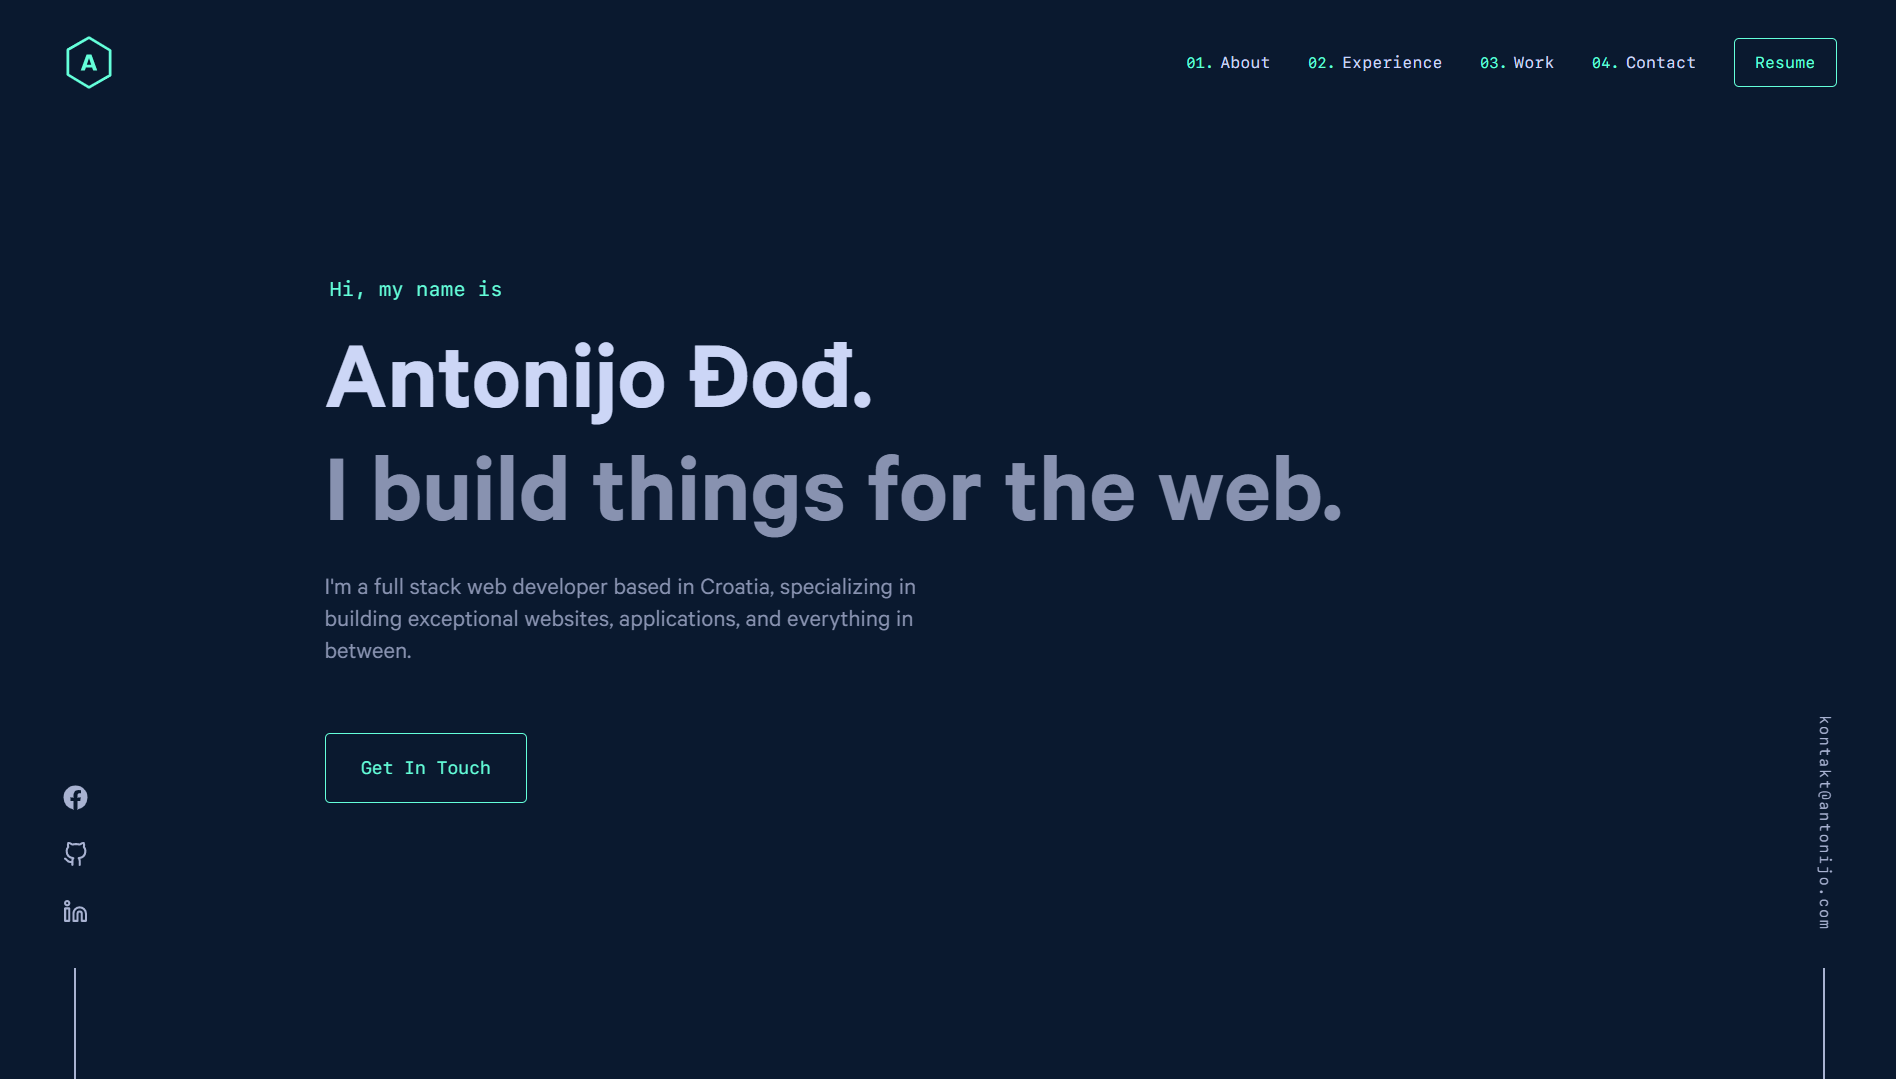 A
01. About 02. Experience 03. Work 04. Contact Resume
Hi, my name is
Antonijo Đođ.
I build things for the web.
I'm a full stack web developer based in Croatia, specializing in
building exceptional websites, applications, and everything in
between.
Get In Touch
kontakt@antonijo.com